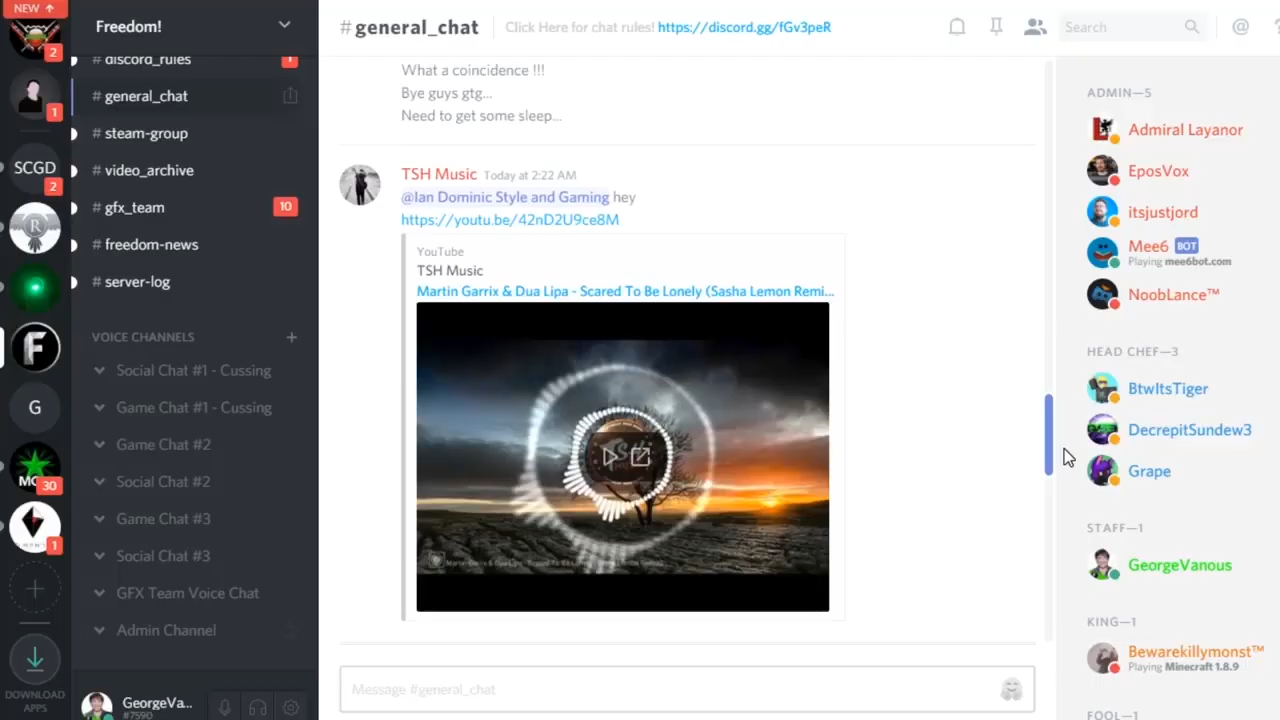 NEW ↑
2
1
SCGD
2
F
G
MC
30
1
DOWNLOAD
APPS
Freedom!
# discord_rules
1
# general_chat
# steam-group
# video_archive
# gfx_team
10
# freedom-news
# server-log
VOICE CHANNELS
Social Chat #1 - Cussing
Game Chat #1 - Cussing
Game Chat #2
Social Chat #2
Game Chat #3
Social Chat #3
GFX Team Voice Chat
Admin Channel
GeorgeVa...
#7590
# general_chat
Click Here for chat rules! https://discord.gg/fGv3peR
Search
@
What a coincidence !!!
Bye guys gtg...
Need to get some sleep...
TSH Music Today at 2:22 AM
@Ian Dominic Style and Gaming hey
https://youtu.be/42nD2U9ce8M
YouTube
TSH Music
Martin Garrix & Dua Lipa - Scared To Be Lonely (Sasha Lemon Remi...
Message #general_chat
ADMIN—5
Admiral Layanor
EposVox
itsjustjord
Mee6 BOT
Playing mee6bot.com
NoobLance™
HEAD CHEF—3
BtwItsTiger
DecrepitSundew3
Grape
STAFF—1
GeorgeVanous
KING—1
Bewarekillymonst™
Playing Minecraft 1.8.9
FOOL—1